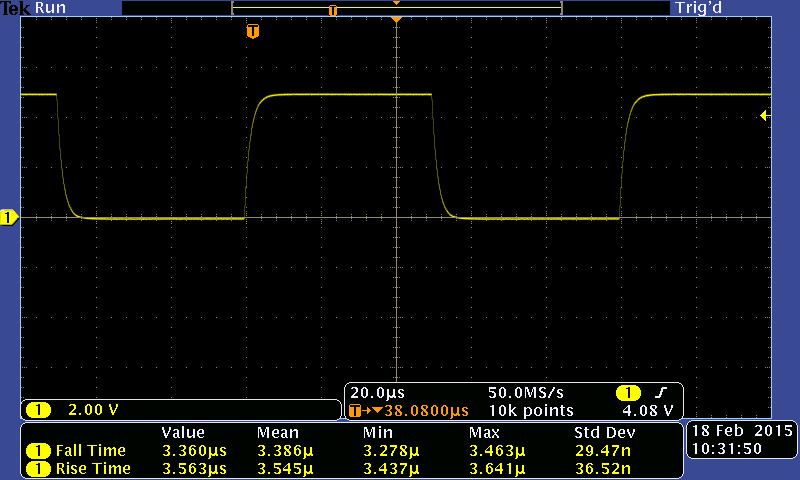 Tek Run Trig'd
T
T
1
20.0µs 50.0MS/s 1
1 2.00 V T 38.0800µs 10k points 4.08 V
Value Mean Min Max Std Dev
1 Fall Time 3.360µs 3.386µ 3.278µ 3.463µ 29.47n
1 Rise Time 3.563µs 3.545µ 3.437µ 3.641µ 36.52n
18 Feb 2015
10:31:50